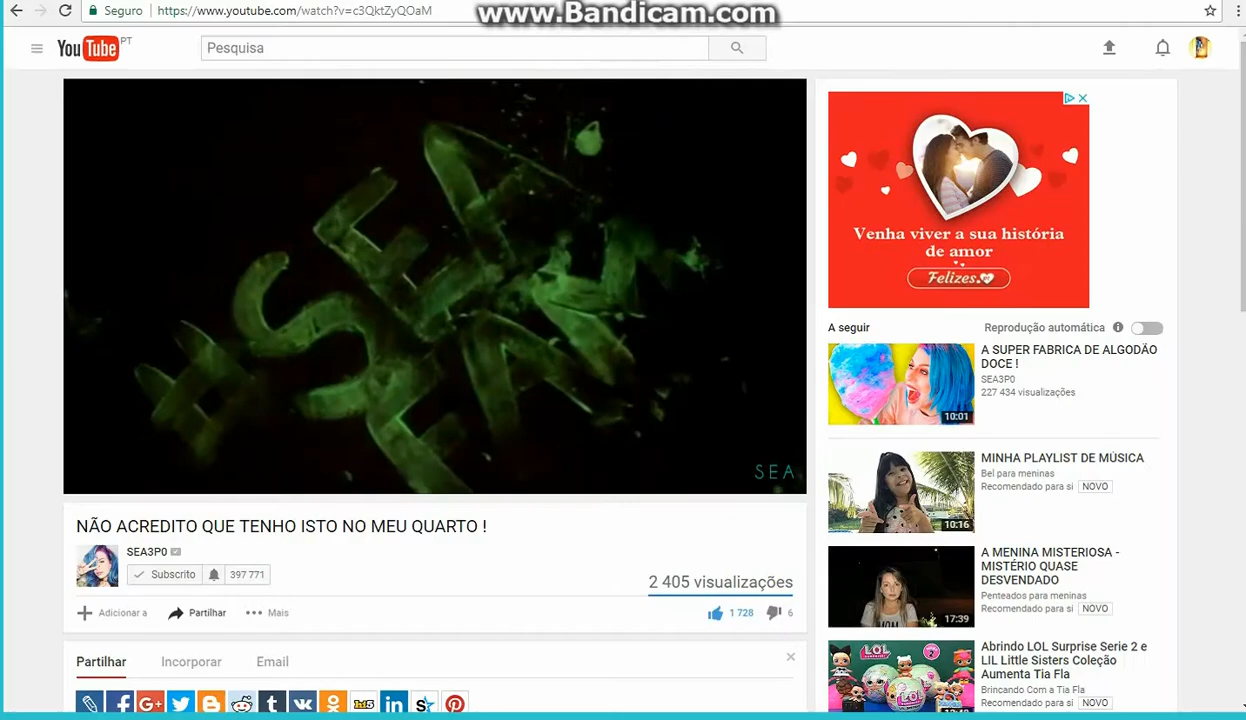 Seguro
https://www.youtube.com/watch?v=c3QktZyQOaM
www.Bandicam.com
YouTube PT
Pesquisa
#SEA
TEAM
SEA
NÃO ACREDITO QUE TENHO ISTO NO MEU QUARTO !
SEA3P0
Subscrito 397 771
2 405 visualizações
Adicionar a Partilhar Mais
1 728 6
Partilhar Incorporar Email
hi5 in
Venha viver a sua história
de amor
Felizes.
A seguir Reprodução automática
A SUPER FABRICA DE ALGODÃO
DOCE !
SEA3P0
227 434 visualizações
10:01
MINHA PLAYLIST DE MÚSICA
Bel para meninas
Recomendado para si NOVO
10:16
A MENINA MISTERIOSA -
MISTÉRIO QUASE
DESVENDADO
Penteados para meninas
Recomendado para si NOVO
17:39
Abrindo LOL Surprise Serie 2 e
LIL Little Sisters Coleção
Aumenta Tia Fla
Brincando Com a Tia Fla
Recomendado para si NOVO